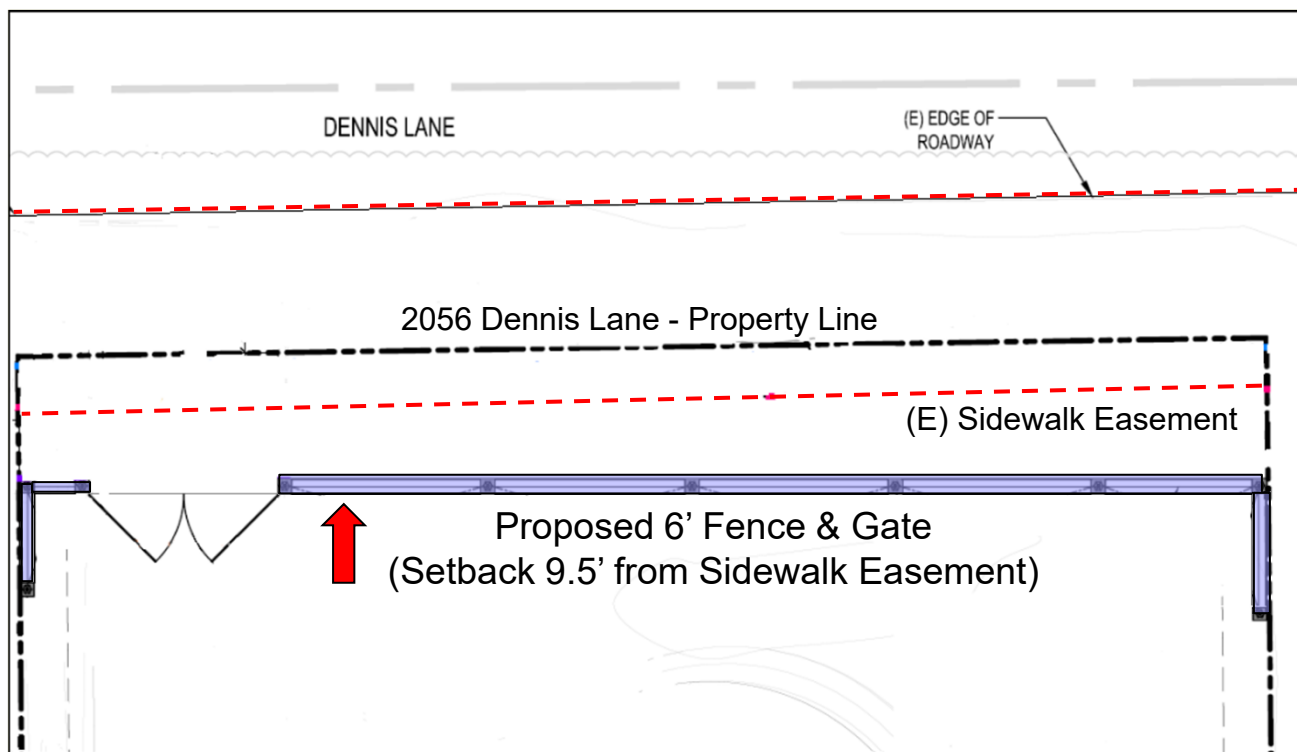 DENNIS LANE
(E) EDGE OF
ROADWAY
2056 Dennis Lane - Property Line
(E) Sidewalk Easement
Proposed 6’ Fence & Gate
(Setback 9.5’ from Sidewalk Easement)